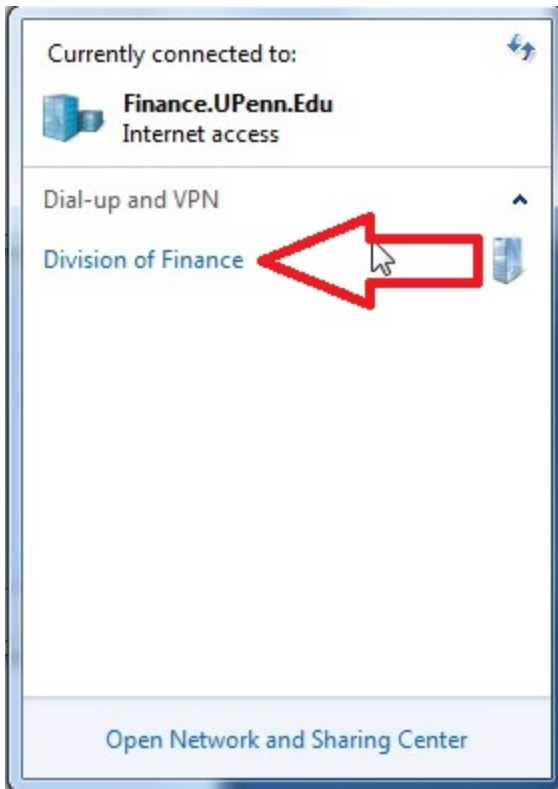 Currently connected to:
Finance.UPenn.Edu
Internet access
Dial-up and VPN
Division of Finance
Open Network and Sharing Center